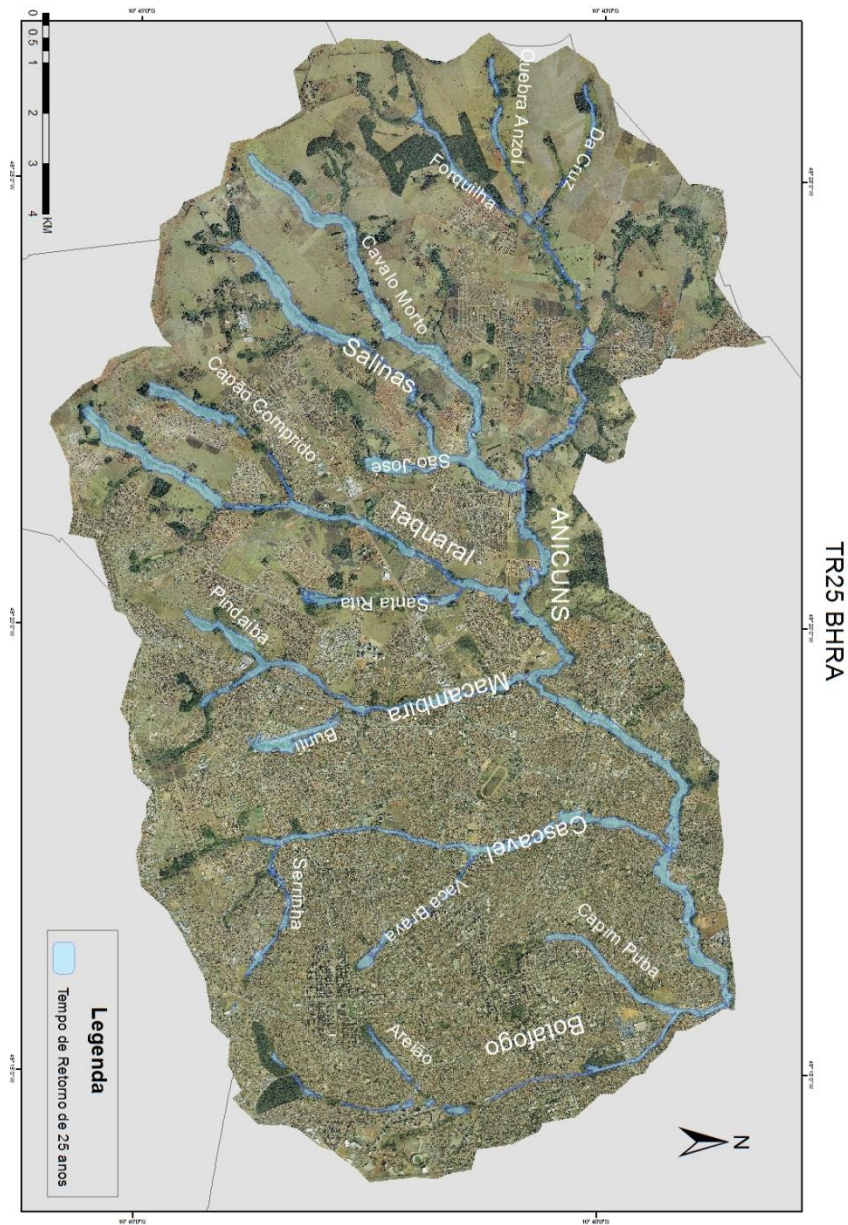 TR25 BHRA
N
Da Cruz
Quebra Anzol
Forquilha
Cavalo Morto
Salinas
São José
Capão Comprido
ANICUNS
Taquaral
Santa Rita
Pindaíba
Macambira
Buriti
Cascavel
Vaca Brava
Serrinha
Capim Puba
Botafogo
Areião
0 0.5 1 2 3 4
KM
Legenda
Tempo de Retorno de 25 anos